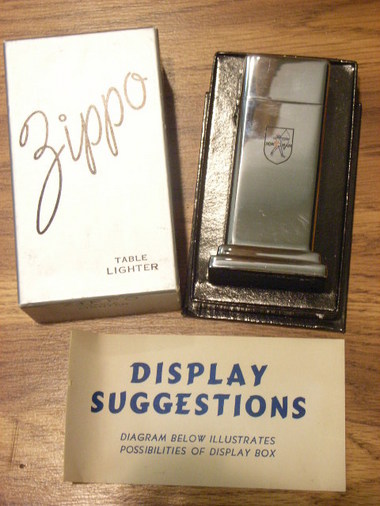 Zippo
TABLE
LIGHTER
DISPLAY
SUGGESTIONS
DIAGRAM BELOW ILLUSTRATES
POSSIBILITIES OF DISPLAY BOX